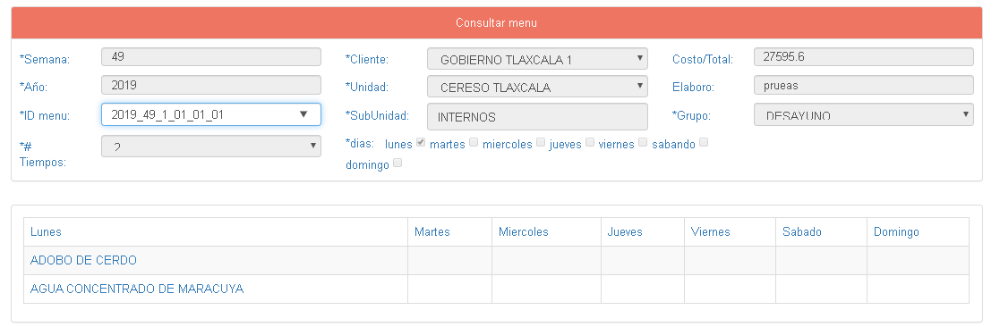 Consultar menu
*Semana: 49 *Cliente: GOBIERNO TLAXCALA 1 Costo/Total: 27595.6
*Año: 2019 *Unidad: CERESO TLAXCALA Elaboro: prueas
*ID menu: 2019_49_1_01_01_01 *SubUnidad: INTERNOS *Grupo: DESAYUNO
*# Tiempos: 2 *dias: lunes martes miercoles jueves viernes sabando
domingo
Lunes Martes Miercoles Jueves Viernes Sabado Domingo
ADOBO DE CERDO
AGUA CONCENTRADO DE MARACUYA